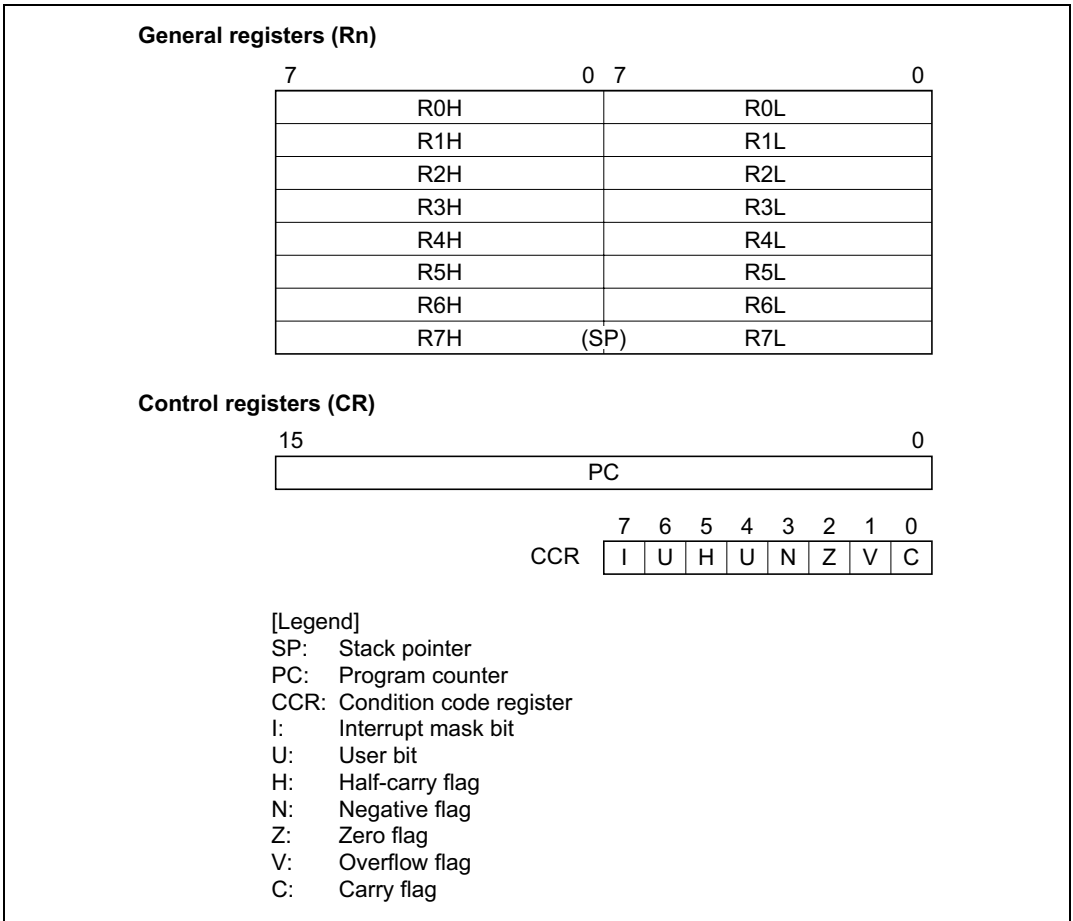 General registers (Rn)
7 0 7 0
R0H R0L
R1H R1L
R2H R2L
R3H R3L
R4H R4L
R5H R5L
R6H R6L
R7H (SP) R7L
Control registers (CR)
15 0
PC
7 6 5 4 3 2 1 0
CCR I U H U N Z V C
[Legend]
SP: Stack pointer
PC: Program counter
CCR: Condition code register
I: Interrupt mask bit
U: User bit
H: Half-carry flag
N: Negative flag
Z: Zero flag
V: Overflow flag
C: Carry flag